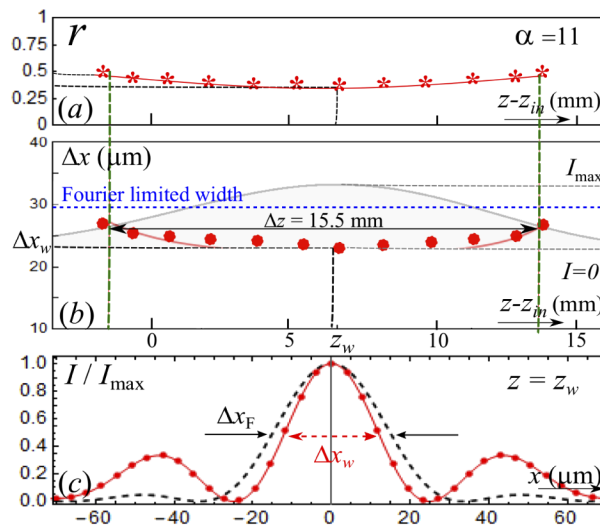 1
r
α =11
0.75
0.5
0.25
(a)
z-z_in (mm)
0
40
Δx (μm)
I_max
Fourier limited width
30
Δz = 15.5 mm
Δx_w
20
I=0
(b)
z-z_in (mm)
10
0 5 z_w 10 15
1.0
I / I_max
z = z_w
0.8
Δx_F
0.6
0.4
Δx_w
0.2
(c)
x (μm)
0.0
−60 −40 −20 0 20 40 60